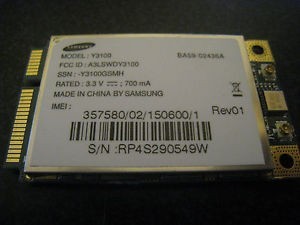 SAMSUNG
MODEL: Y3100 BA59-02436A
FCC ID : A3LSWDY3100
SSN : -Y3100GSMH
RATED : 3.3 V ⎓ ; 700 mA
MADE IN CHINA BY SAMSUNG
IMEI : Rev01
357580/02/150600/1
S/N :RP4S290549W